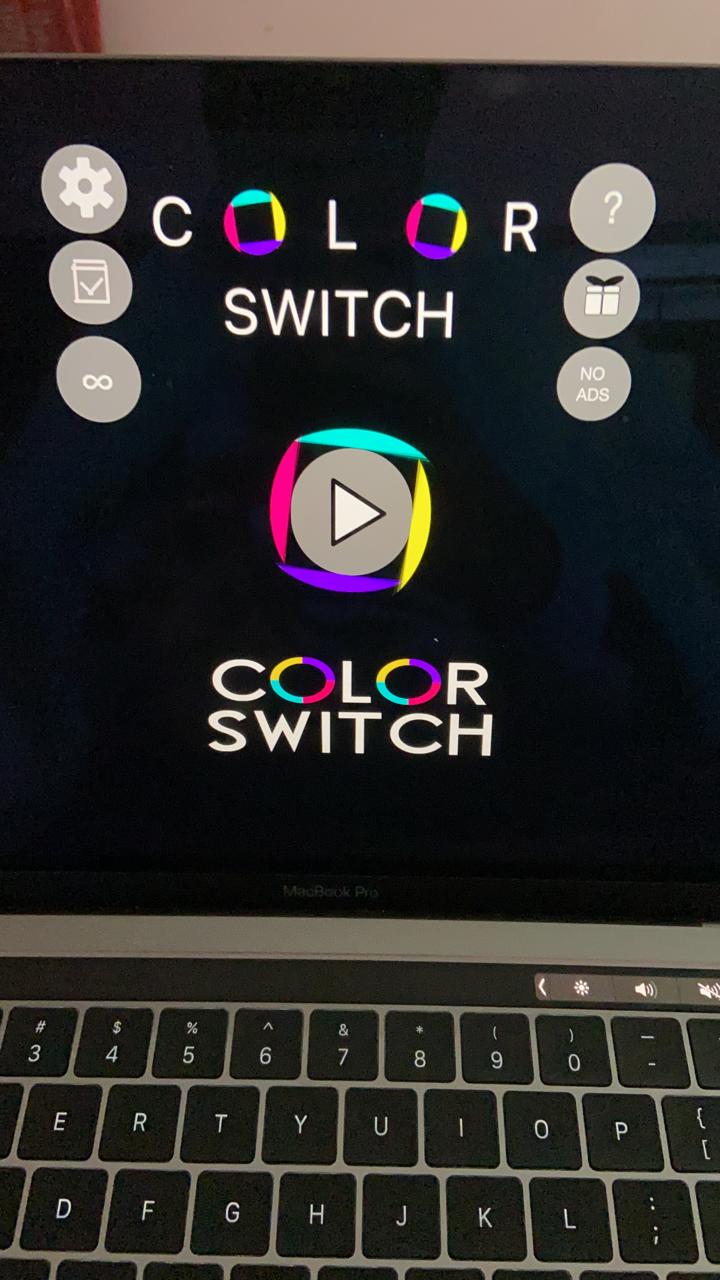 C O L O R
SWITCH
?
∞
NO
ADS
COLOR
SWITCH
MacBook Pro
# $ % ^ & * ( ) —
3 4 5 6 7 8 9 0 -
E R T Y U I O P {
[
D F G H J K L :
;